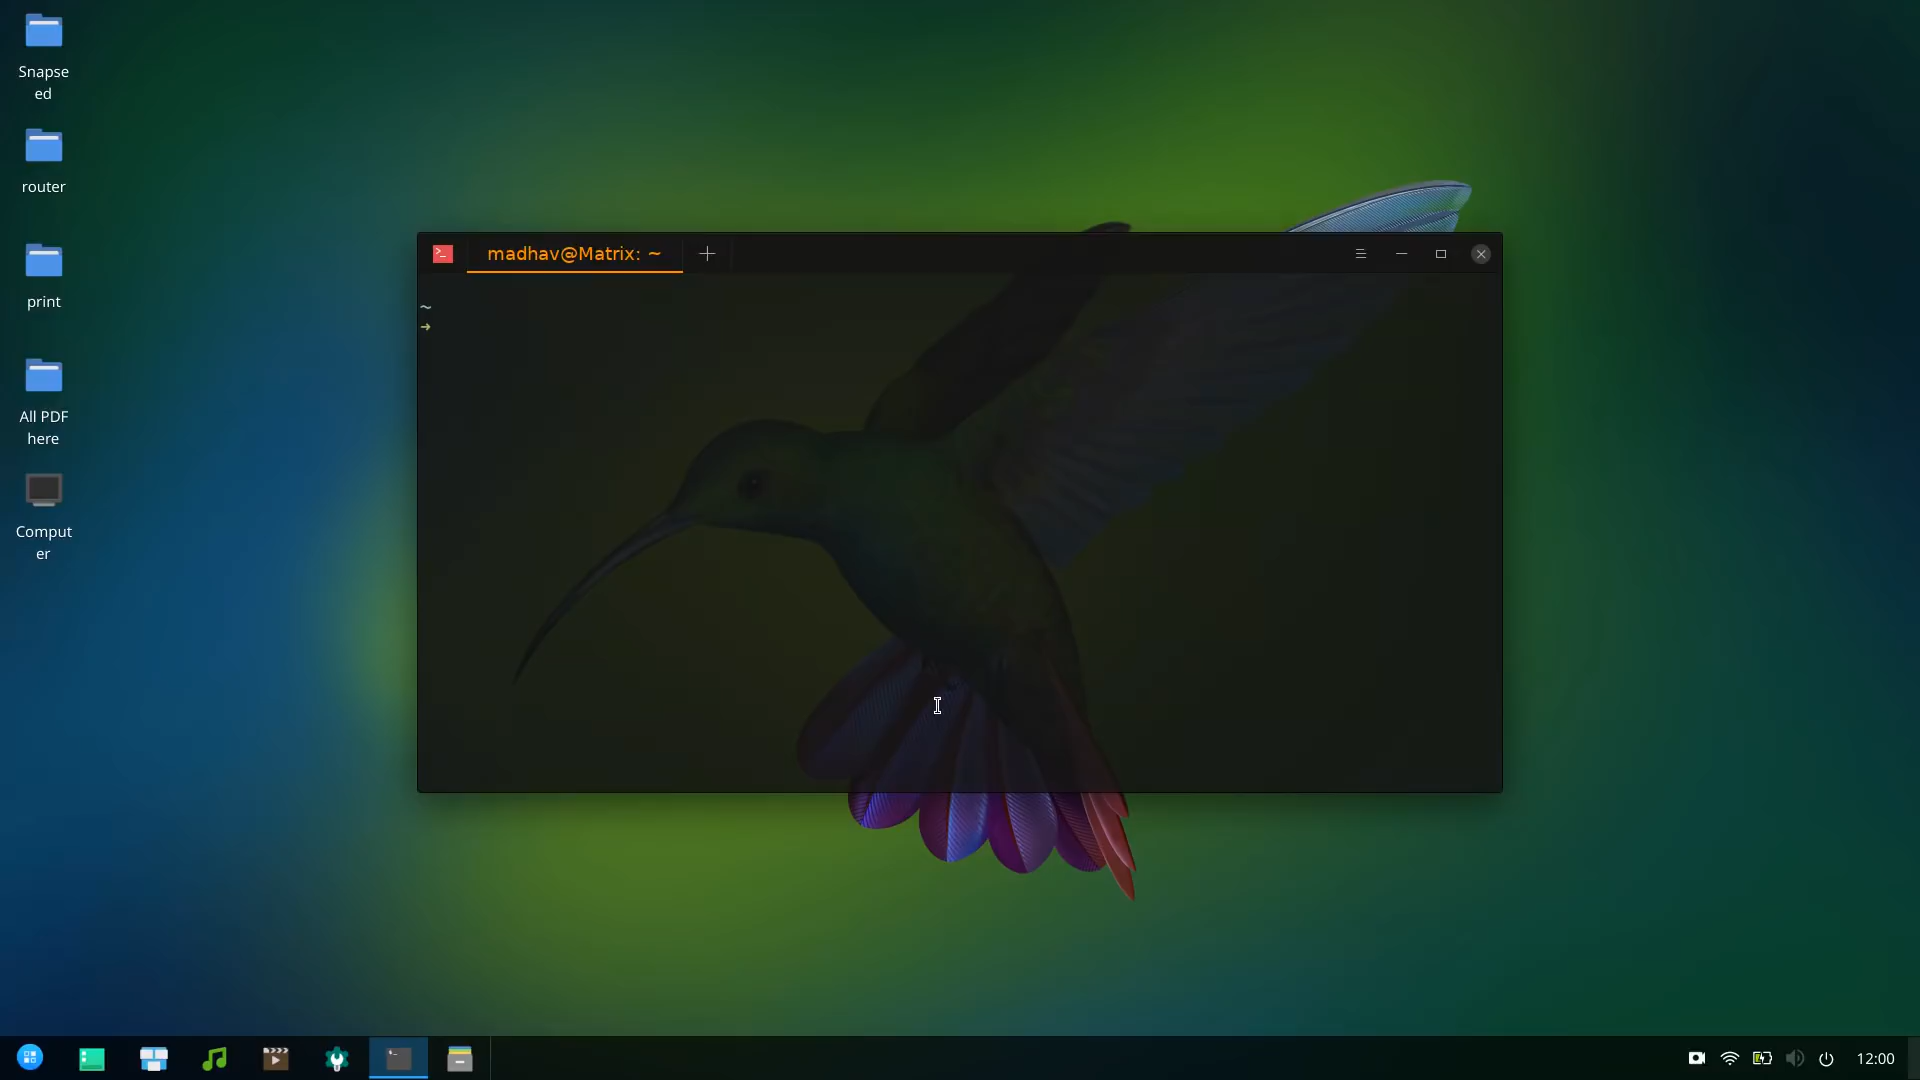 Snapse
ed
router
print
All PDF
here
Comput
er
madhav@Matrix: ~
~
➜
12:00